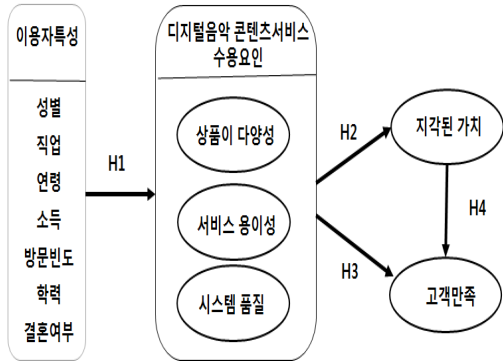 이용자특성
성별
직업
연령
소득
방문빈도
학력
결혼여부
H1
디지털음악 콘텐츠서비스
수용요인
상품이 다양성
서비스 용이성
시스템 품질
H2
H3
지각된 가치
H4
고객만족